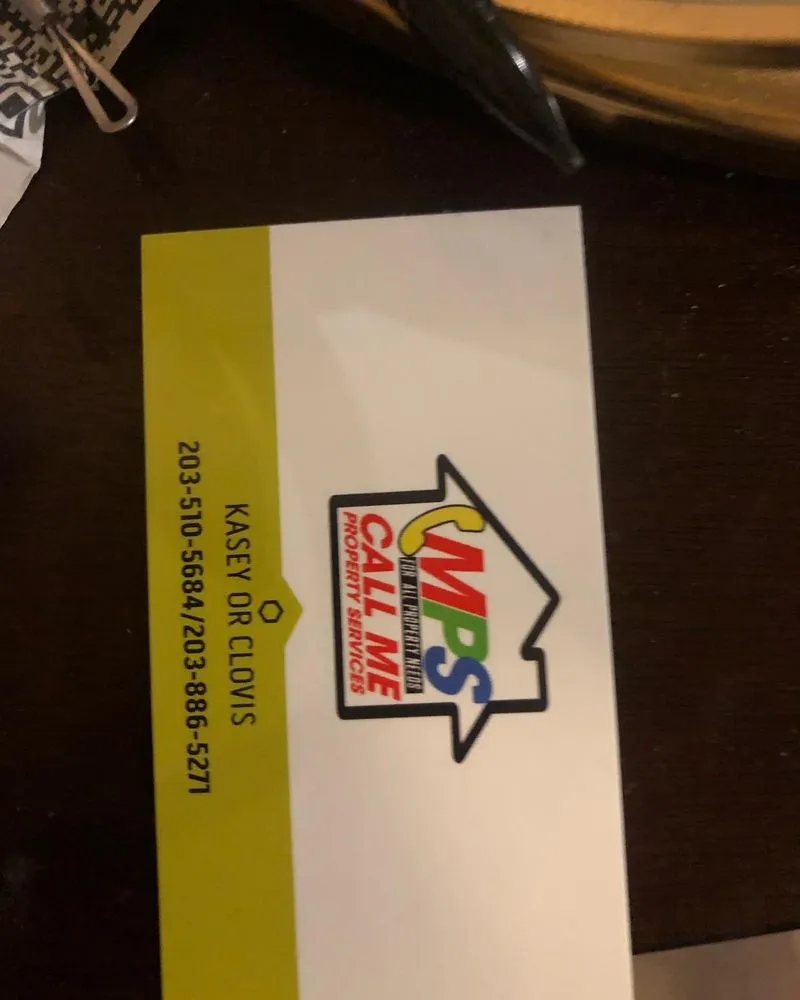 CMPS
FOR ALL PROPERTY NEEDS
CALL ME
PROPERTY SERVICES
KASEY OR CLOVIS
203-510-5684/203-886-5271